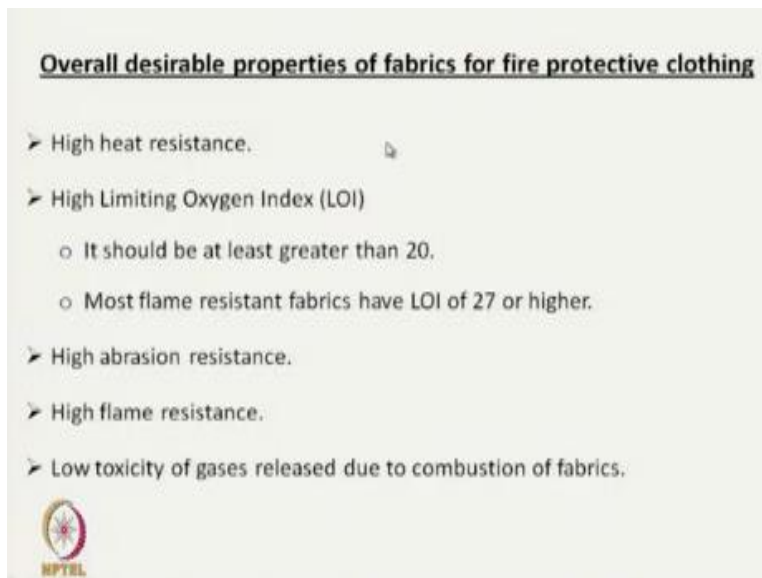 Overall desirable properties of fabrics for fire protective clothing
➢ High heat resistance.
➢ High Limiting Oxygen Index (LOI)
o It should be at least greater than 20.
o Most flame resistant fabrics have LOI of 27 or higher.
➢ High abrasion resistance.
➢ High flame resistance.
➢ Low toxicity of gases released due to combustion of fabrics.
NPTEL